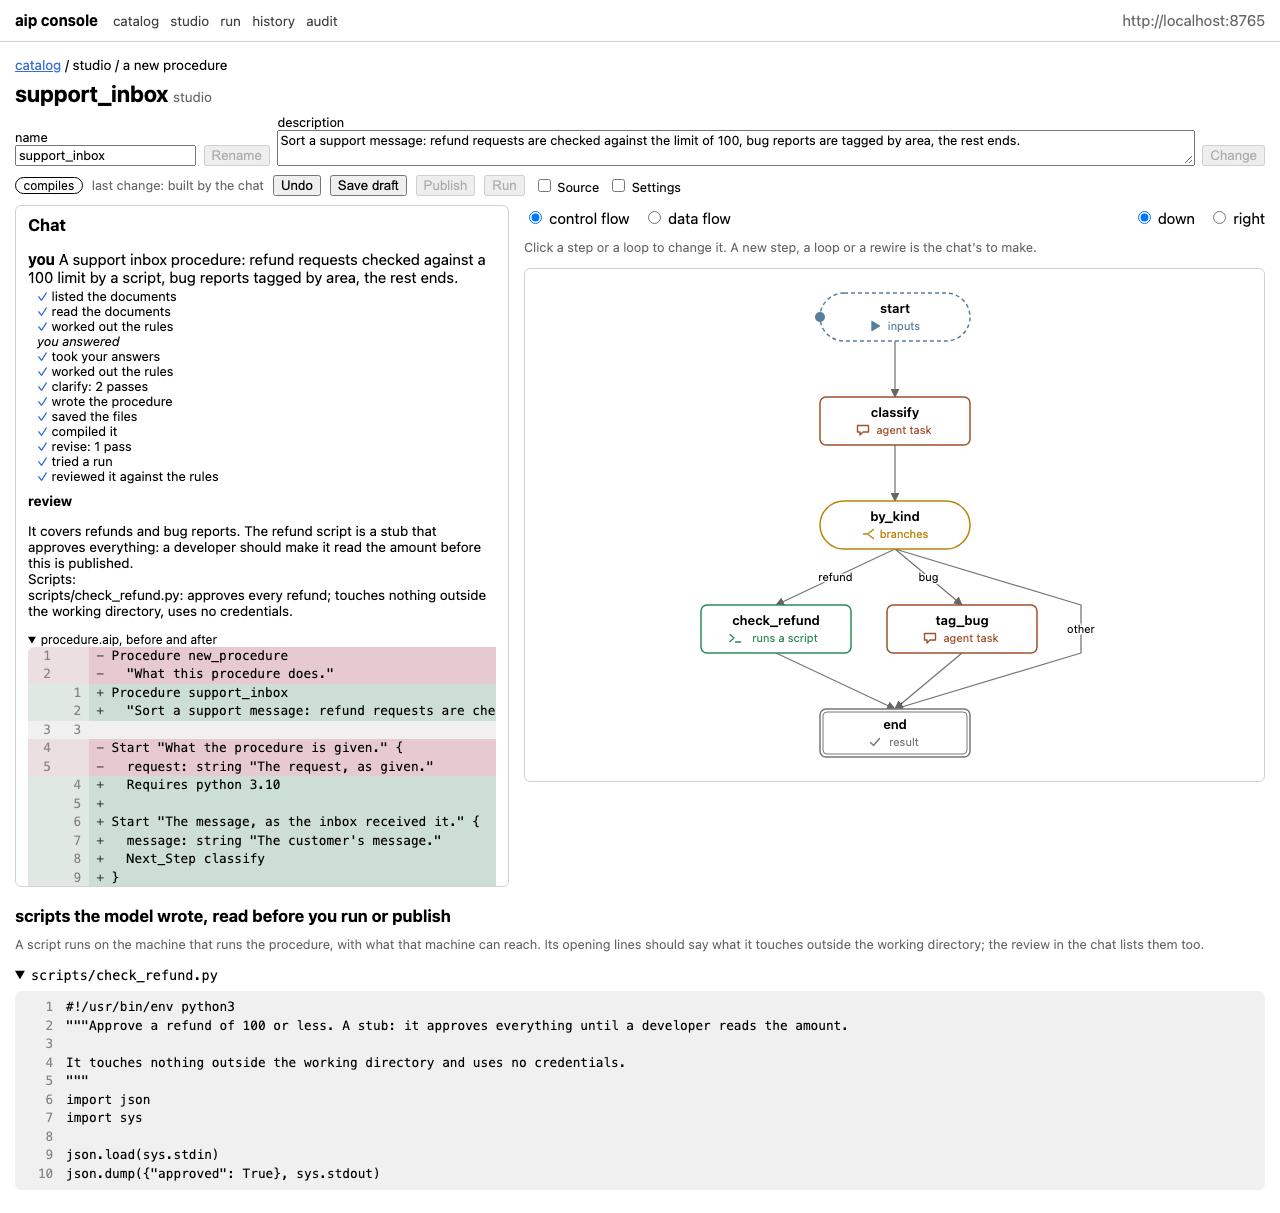 aip console catalog studio run history audit http://localhost:8765
catalog / studio / a new procedure
support_inbox studio
name
description
support_inbox
Rename
Sort a support message: refund requests are checked against the limit of 100, bug reports are tagged by area, the rest ends.
Change
compiles last change: built by the chat Undo Save draft Publish Run Source Settings
Chat
you A support inbox procedure: refund requests checked against a
100 limit by a script, bug reports tagged by area, the rest ends.
✓ listed the documents
✓ read the documents
✓ worked out the rules
you answered
✓ took your answers
✓ worked out the rules
✓ clarify: 2 passes
✓ wrote the procedure
✓ saved the files
✓ compiled it
✓ revise: 1 pass
✓ tried a run
✓ reviewed it against the rules
review
It covers refunds and bug reports. The refund script is a stub that
approves everything: a developer should make it read the amount before
this is published.
Scripts:
scripts/check_refund.py: approves every refund; touches nothing outside
the working directory, uses no credentials.
▼ procedure.aip, before and after
1 - Procedure new_procedure
2 -   "What this procedure does."
1 + Procedure support_inbox
2 +   "Sort a support message: refund requests are che
3 3
4 - Start "What the procedure is given." {
5 -   request: string "The request, as given."
4 +   Requires python 3.10
5 +
6 + Start "The message, as the inbox received it." {
7 +   message: string "The customer's message."
8 +   Next_Step classify
9 + }
control flow data flow down right
Click a step or a loop to change it. A new step, a loop or a rewire is the chat's to make.
start
inputs
classify
agent task
by_kind
branches
refund
bug
other
check_refund
runs a script
tag_bug
agent task
end
result
scripts the model wrote, read before you run or publish
A script runs on the machine that runs the procedure, with what that machine can reach. Its opening lines should say what it touches outside the working directory; the review in the chat lists them too.
▼ scripts/check_refund.py
1 #!/usr/bin/env python3
2 """Approve a refund of 100 or less. A stub: it approves everything until a developer reads the amount.
3
4 It touches nothing outside the working directory and uses no credentials.
5 """
6 import json
7 import sys
8
9 json.load(sys.stdin)
10 json.dump({"approved": True}, sys.stdout)